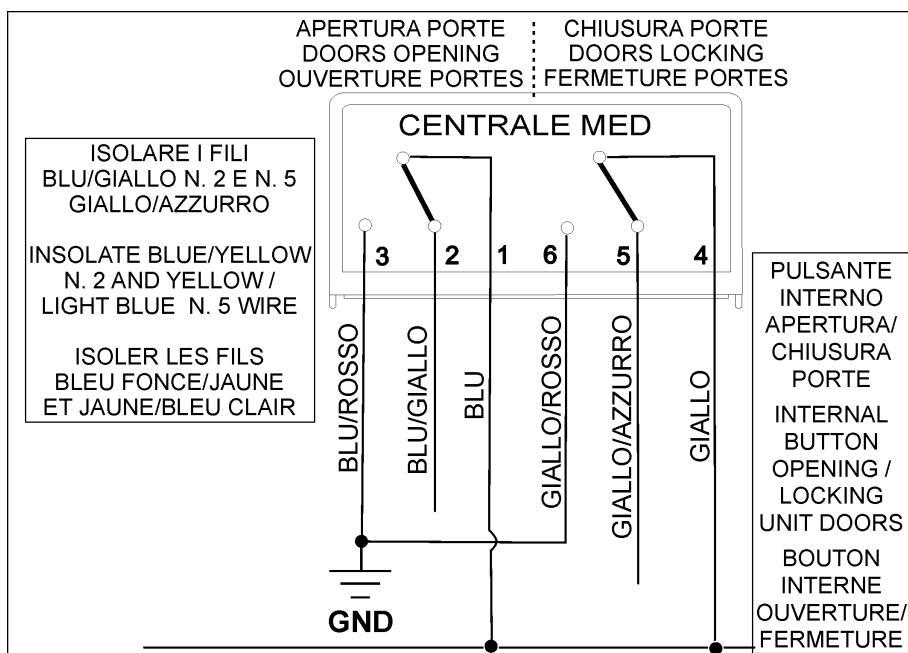 APERTURA PORTE
DOORS OPENING
OUVERTURE PORTES
CHIUSURA PORTE
DOORS LOCKING
FERMETURE PORTES
CENTRALE MED
ISOLARE I FILI
BLU/GIALLO N. 2 E N. 5
GIALLO/AZZURRO
INSOLATE BLUE/YELLOW
N. 2 AND YELLOW /
LIGHT BLUE N. 5 WIRE
ISOLER LES FILS
BLEU FONCE/JAUNE
ET JAUNE/BLEU CLAIR
3 2 1 6 5 4
BLU/ROSSO
BLU/GIALLO
BLU
GIALLO/ROSSO
GIALLO/AZZURRO
GIALLO
PULSANTE
INTERNO
APERTURA/
CHIUSURA
PORTE
INTERNAL
BUTTON
OPENING /
LOCKING
UNIT DOORS
BOUTON
INTERNE
OUVERTURE/
FERMETURE
GND